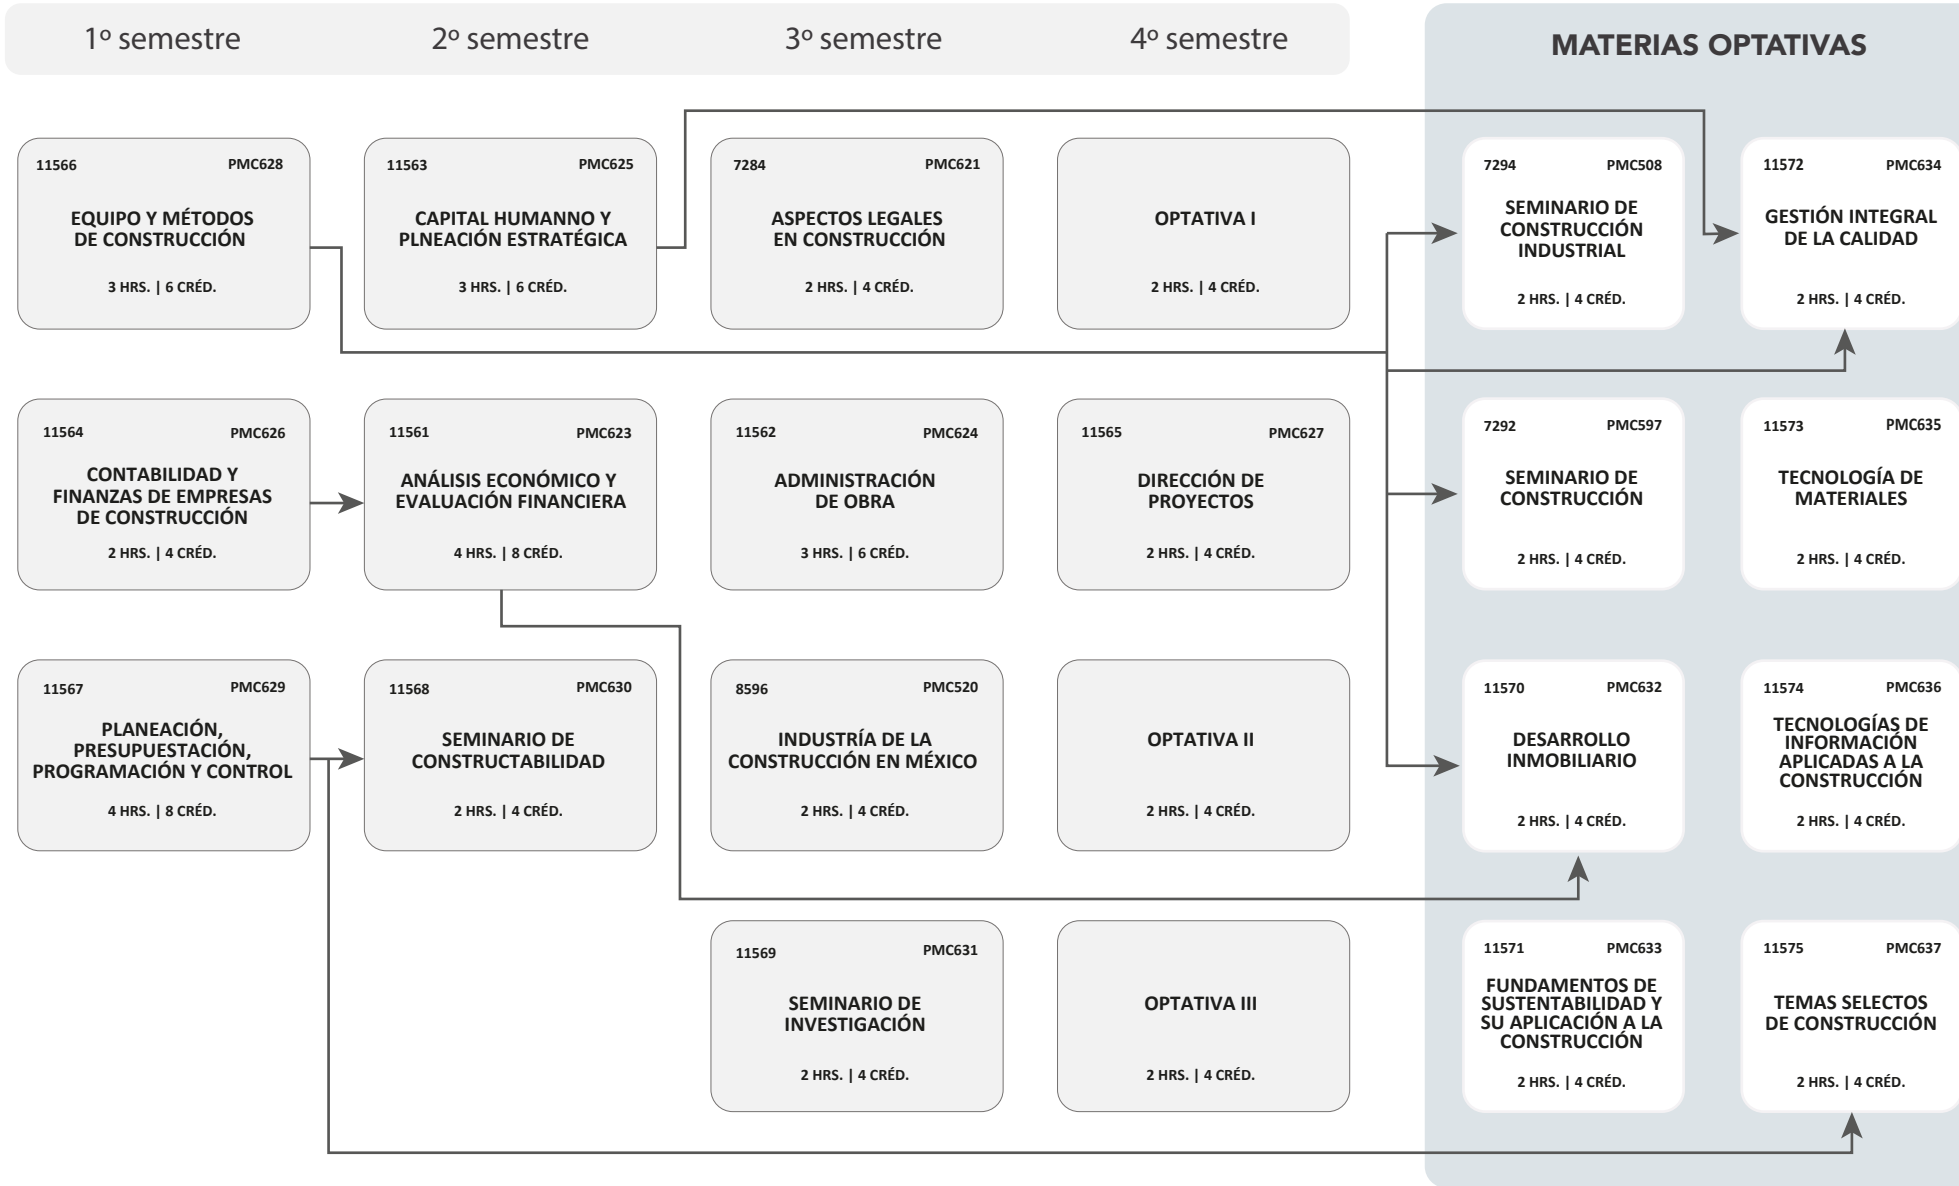 1º semestre
2º semestre
3º semestre
4º semestre
MATERIAS OPTATIVAS
11566 PMC628
EQUIPO Y MÉTODOS
DE CONSTRUCCIÓN
3 HRS. | 6 CRÉD.
11563 PMC625
CAPITAL HUMANNO Y
PLNEACIÓN ESTRATÉGICA
3 HRS. | 6 CRÉD.
7284 PMC621
ASPECTOS LEGALES
EN CONSTRUCCIÓN
2 HRS. | 4 CRÉD.
OPTATIVA I
2 HRS. | 4 CRÉD.
7294 PMC508
SEMINARIO DE
CONSTRUCCIÓN
INDUSTRIAL
2 HRS. | 4 CRÉD.
11572 PMC634
GESTIÓN INTEGRAL
DE LA CALIDAD
2 HRS. | 4 CRÉD.
11564 PMC626
CONTABILIDAD Y
FINANZAS DE EMPRESAS
DE CONSTRUCCIÓN
2 HRS. | 4 CRÉD.
11561 PMC623
ANÁLISIS ECONÓMICO Y
EVALUACIÓN FINANCIERA
4 HRS. | 8 CRÉD.
11562 PMC624
ADMINISTRACIÓN
DE OBRA
3 HRS. | 6 CRÉD.
11565 PMC627
DIRECCIÓN DE
PROYECTOS
2 HRS. | 4 CRÉD.
7292 PMC597
SEMINARIO DE
CONSTRUCCIÓN
2 HRS. | 4 CRÉD.
11573 PMC635
TECNOLOGÍA DE
MATERIALES
2 HRS. | 4 CRÉD.
11567 PMC629
PLANEACIÓN,
PRESUPUESTACIÓN,
PROGRAMACIÓN Y CONTROL
4 HRS. | 8 CRÉD.
11568 PMC630
SEMINARIO DE
CONSTRUCTABILIDAD
2 HRS. | 4 CRÉD.
8596 PMC520
INDUSTRÍA DE LA
CONSTRUCCIÓN EN MÉXICO
2 HRS. | 4 CRÉD.
OPTATIVA II
2 HRS. | 4 CRÉD.
11570 PMC632
DESARROLLO
INMOBILIARIO
2 HRS. | 4 CRÉD.
11574 PMC636
TECNOLOGÍAS DE
INFORMACIÓN
APLICADAS A LA
CONSTRUCCIÓN
2 HRS. | 4 CRÉD.
11569 PMC631
SEMINARIO DE
INVESTIGACIÓN
2 HRS. | 4 CRÉD.
OPTATIVA III
2 HRS. | 4 CRÉD.
11571 PMC633
FUNDAMENTOS DE
SUSTENTABILIDAD Y
SU APLICACIÓN A LA
CONSTRUCCIÓN
2 HRS. | 4 CRÉD.
11575 PMC637
TEMAS SELECTOS
DE CONSTRUCCIÓN
2 HRS. | 4 CRÉD.